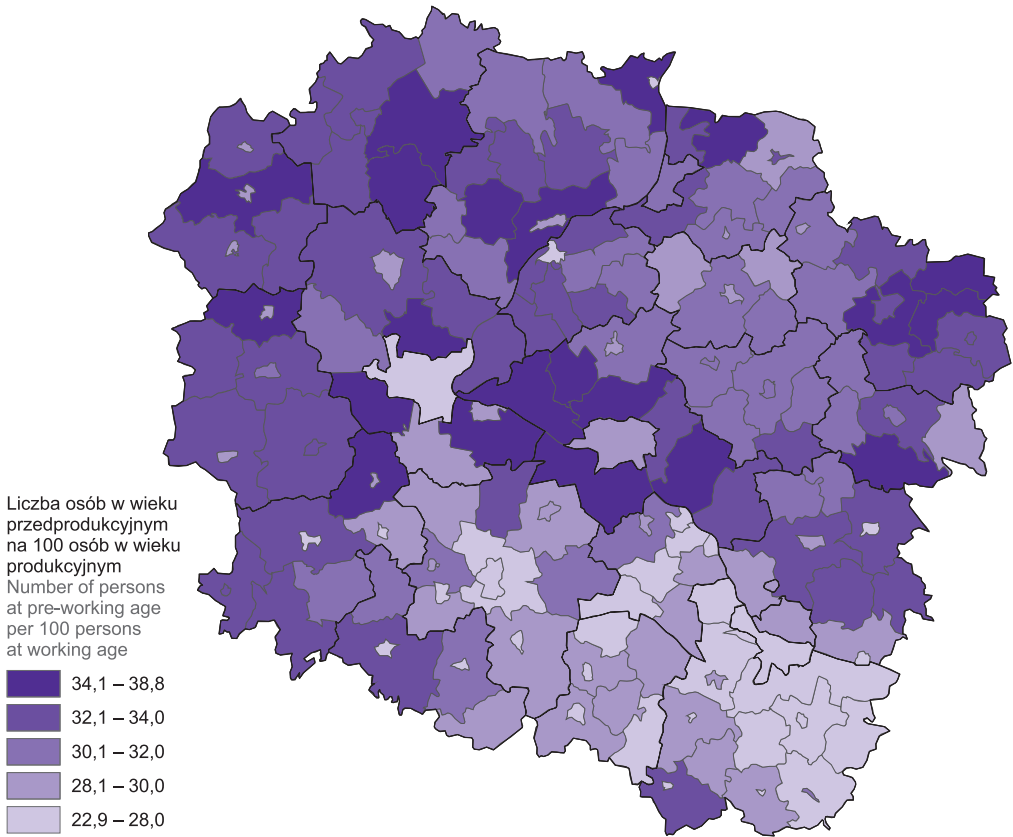 Liczba osób w wieku
przedprodukcyjnym
na 100 osób w wieku
produkcyjnym
Number of persons
at pre-working age
per 100 persons
at working age
34,1 – 38,8
32,1 – 34,0
30,1 – 32,0
28,1 – 30,0
22,9 – 28,0